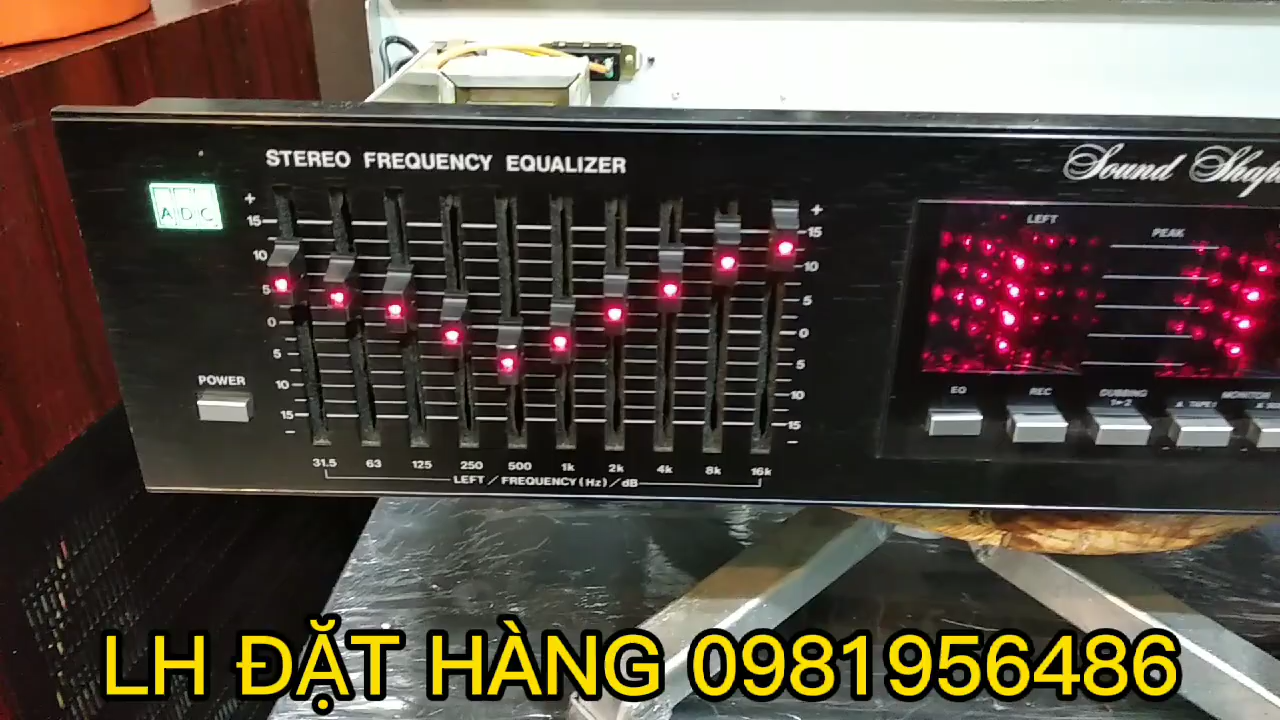 STEREO FREQUENCY EQUALIZER
Sound
ADC
+
15
10
5
0
5
10
15
−
+
15
10
5
0
5
10
15
−
LEFT
PEAK
POWER
EQ
REC
DUBBING
1▸2
MONITOR
31.5 63 125 250 500 1k 2k 4k 8k 16k
LEFT / FREQUENCY (Hz) / dB
LH ĐẶT HÀNG 0981956486